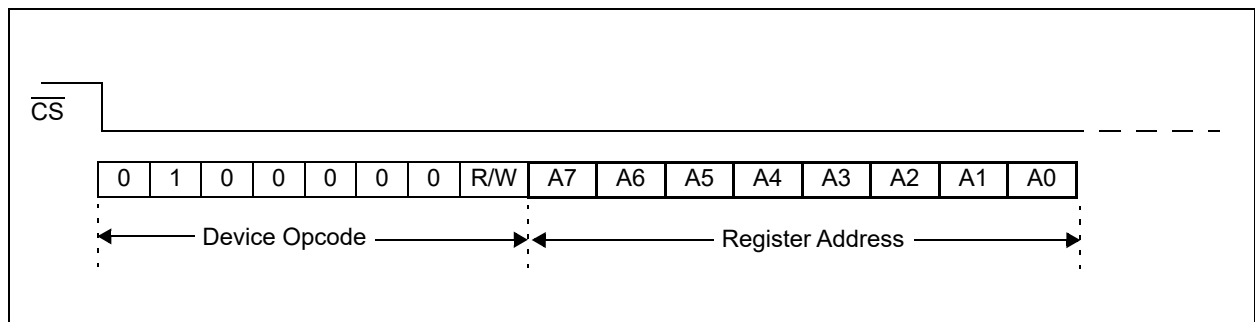 CS
0 1 0 0 0 0 0 R/W A7 A6 A5 A4 A3 A2 A1 A0
Device Opcode Register Address